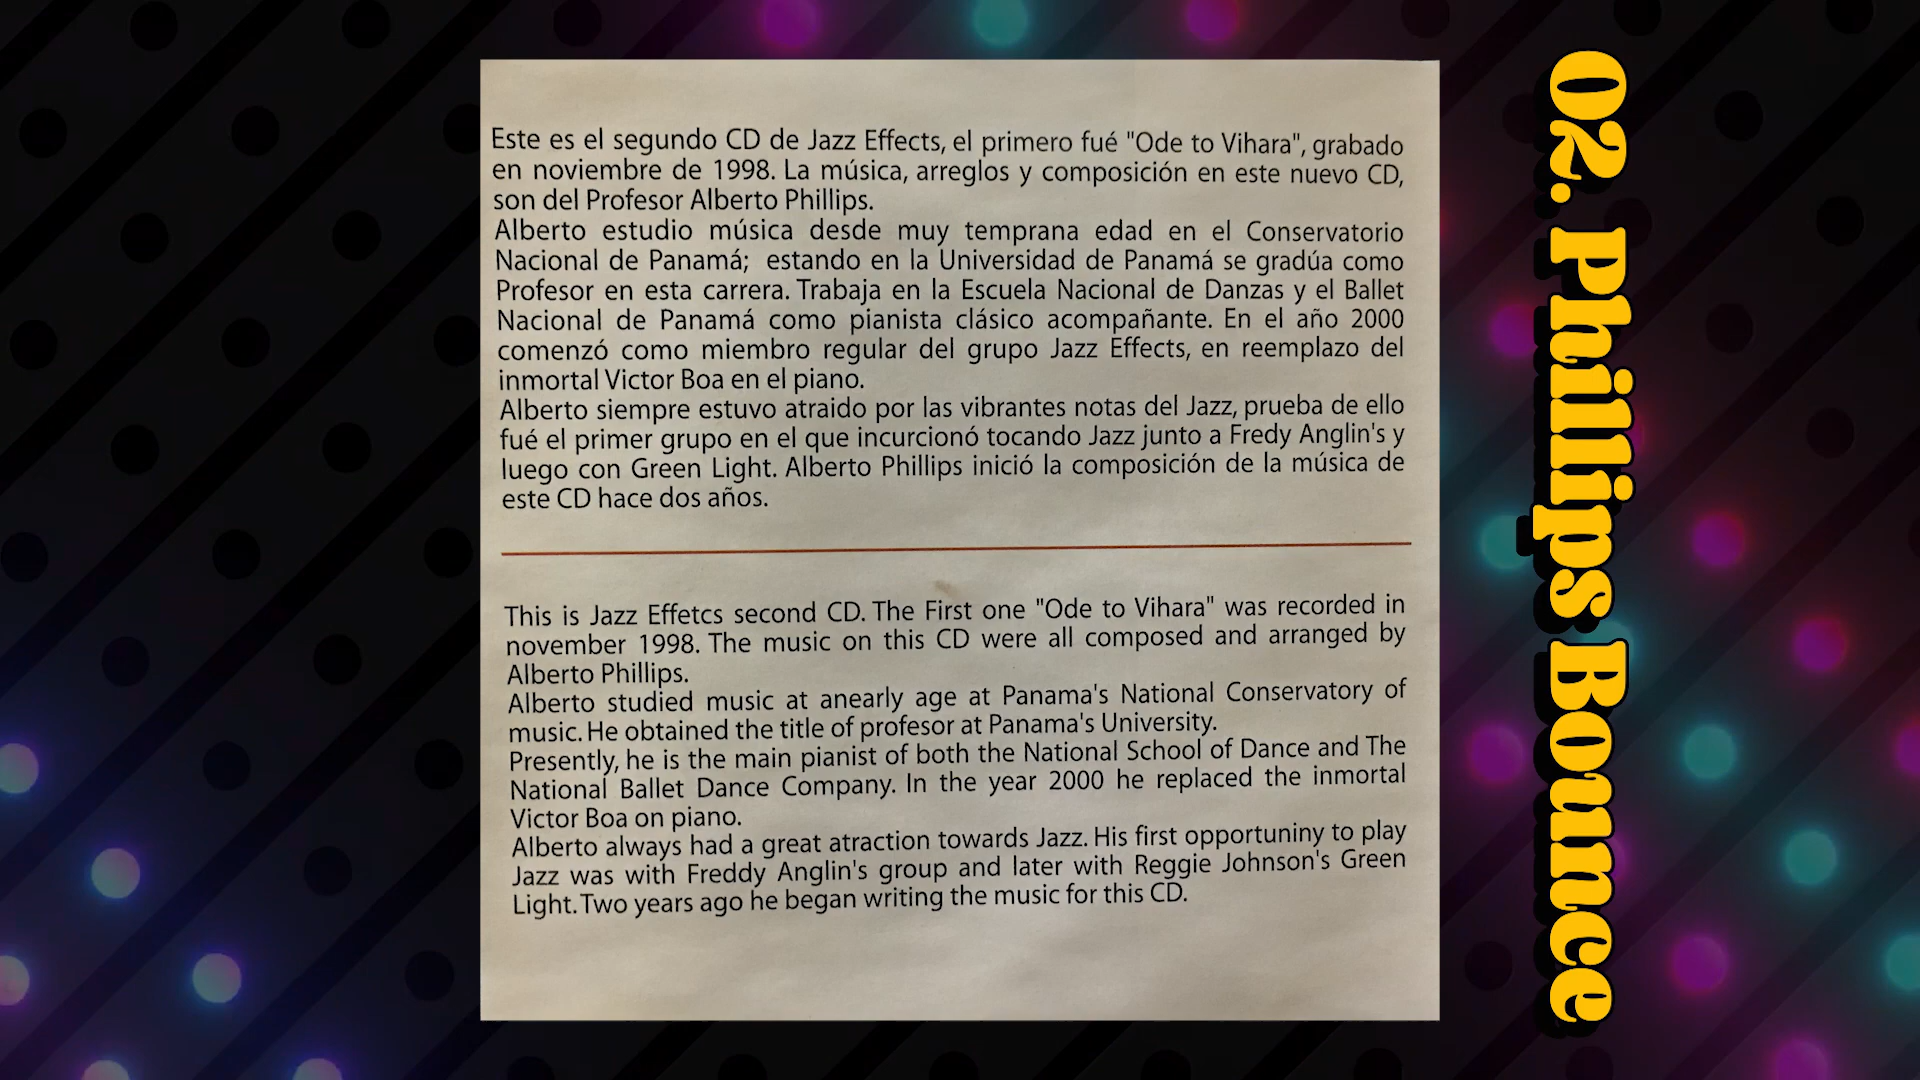 Este es el segundo CD de Jazz Effects, el primero fué "Ode to Vihara", grabado
en noviembre de 1998. La música, arreglos y composición en este nuevo CD,
son del Profesor Alberto Phillips.
Alberto estudio música desde muy temprana edad en el Conservatorio
Nacional de Panamá; estando en la Universidad de Panamá se gradúa como
Profesor en esta carrera. Trabaja en la Escuela Nacional de Danzas y el Ballet
Nacional de Panamá como pianista clásico acompañante. En el año 2000
comenzó como miembro regular del grupo Jazz Effects, en reemplazo del
inmortal Victor Boa en el piano.
Alberto siempre estuvo atraido por las vibrantes notas del Jazz, prueba de ello
fué el primer grupo en el que incurcionó tocando Jazz junto a Fredy Anglin's y
luego con Green Light. Alberto Phillips inició la composición de la música de
este CD hace dos años.
This is Jazz Effetcs second CD. The First one "Ode to Vihara" was recorded in
november 1998. The music on this CD were all composed and arranged by
Alberto Phillips.
Alberto studied music at anearly age at Panama's National Conservatory of
music. He obtained the title of profesor at Panama's University.
Presently, he is the main pianist of both the National School of Dance and The
National Ballet Dance Company. In the year 2000 he replaced the inmortal
Victor Boa on piano.
Alberto always had a great atraction towards Jazz. His first opportuniny to play
Jazz was with Freddy Anglin's group and later with Reggie Johnson's Green
Light. Two years ago he began writing the music for this CD.
02. Phillips Bounce